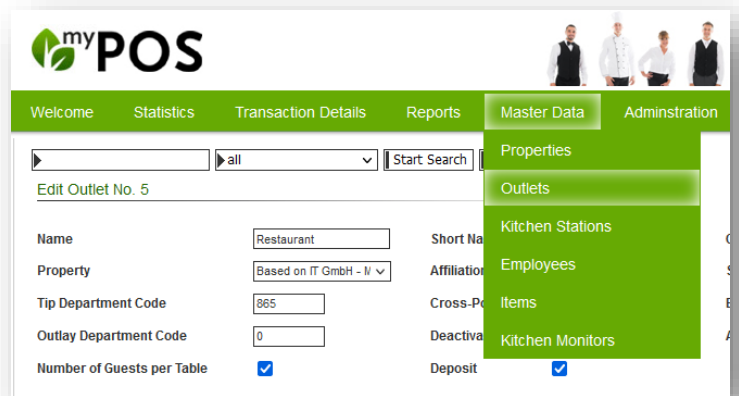 myPOS
Welcome Statistics Transaction Details Reports Master Data Adminstration
all Start Search
Properties
Edit Outlet No. 5
Outlets
Kitchen Stations
Name Restaurant Short Na
Employees
Property Based on IT GmbH - M Affiliation
Items
Tip Department Code 865 Cross-Po
Outlay Department Code 0 Deactiva
Kitchen Monitors
Number of Guests per Table Deposit